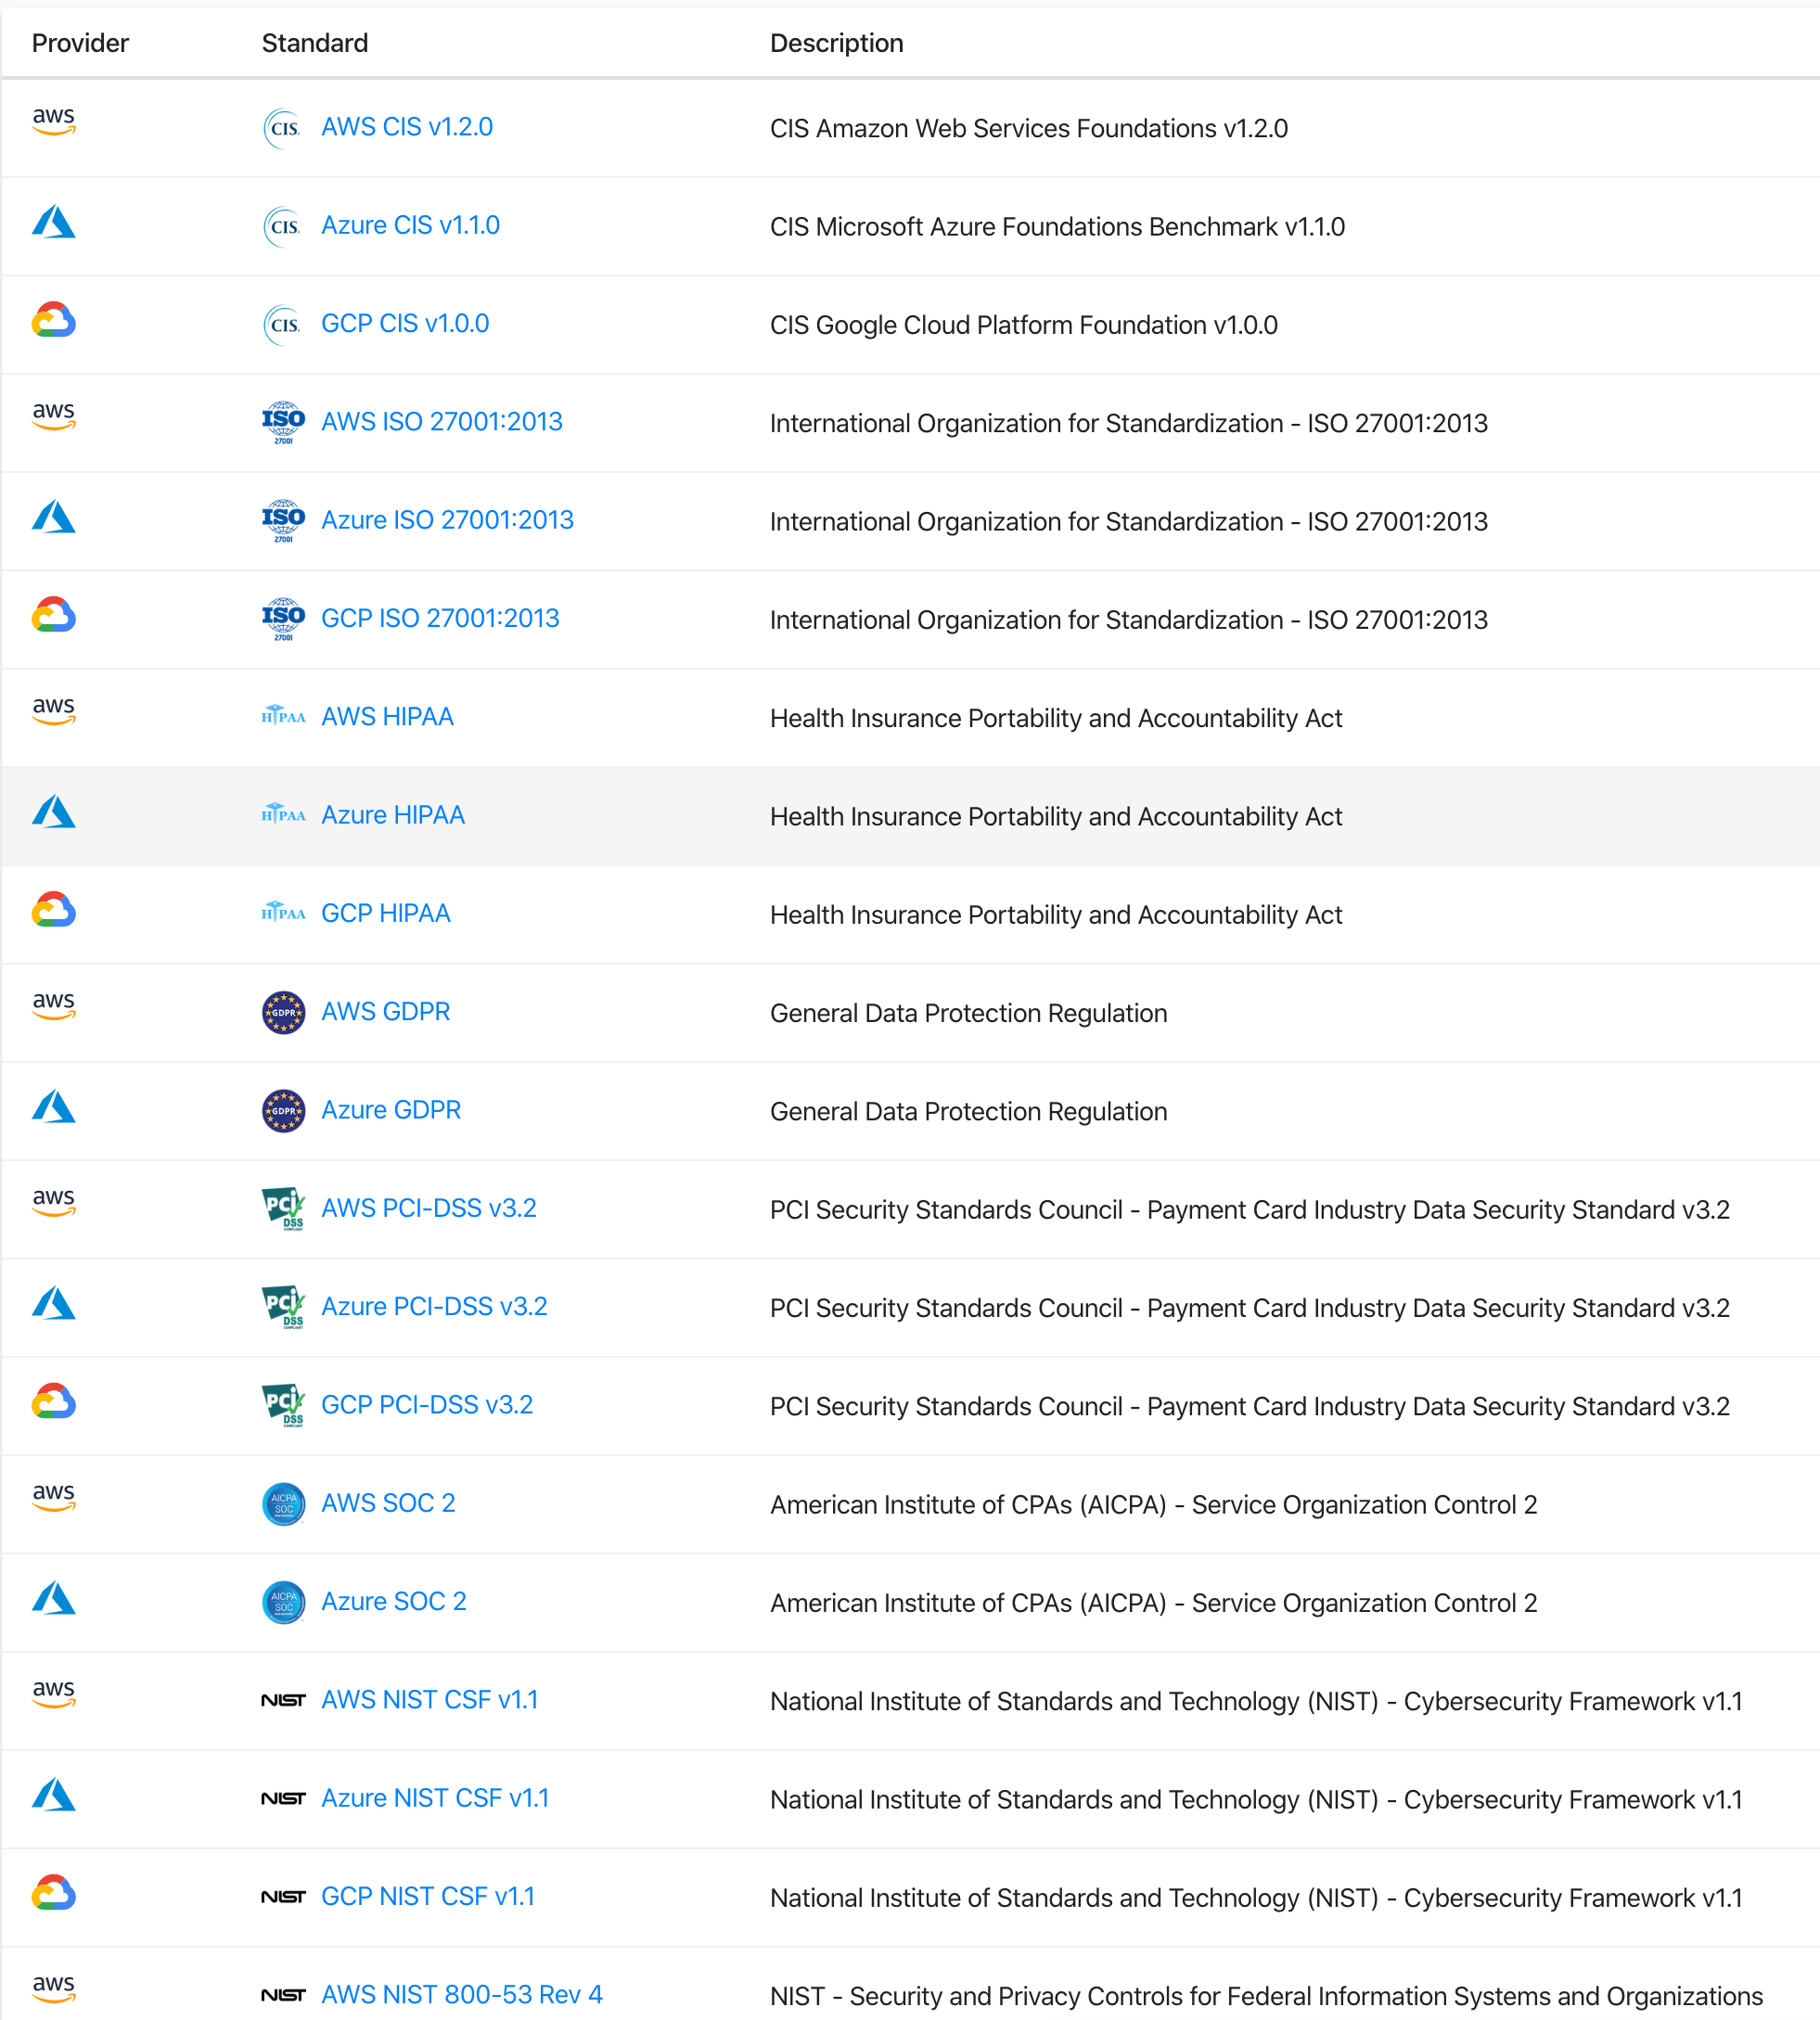 Provider Standard Description
aws CIS. AWS CIS v1.2.0 CIS Amazon Web Services Foundations v1.2.0
CIS. Azure CIS v1.1.0 CIS Microsoft Azure Foundations Benchmark v1.1.0
CIS. GCP CIS v1.0.0 CIS Google Cloud Platform Foundation v1.0.0
aws ISO 27001 AWS ISO 27001:2013 International Organization for Standardization - ISO 27001:2013
ISO 27001 Azure ISO 27001:2013 International Organization for Standardization - ISO 27001:2013
ISO 27001 GCP ISO 27001:2013 International Organization for Standardization - ISO 27001:2013
aws HIPAA AWS HIPAA Health Insurance Portability and Accountability Act
HIPAA Azure HIPAA Health Insurance Portability and Accountability Act
HIPAA GCP HIPAA Health Insurance Portability and Accountability Act
aws GDPR AWS GDPR General Data Protection Regulation
GDPR Azure GDPR General Data Protection Regulation
aws PCI DSS COMPLIANT AWS PCI-DSS v3.2 PCI Security Standards Council - Payment Card Industry Data Security Standard v3.2
PCI DSS COMPLIANT Azure PCI-DSS v3.2 PCI Security Standards Council - Payment Card Industry Data Security Standard v3.2
PCI DSS COMPLIANT GCP PCI-DSS v3.2 PCI Security Standards Council - Payment Card Industry Data Security Standard v3.2
aws AICPA SOC AWS SOC 2 American Institute of CPAs (AICPA) - Service Organization Control 2
AICPA SOC Azure SOC 2 American Institute of CPAs (AICPA) - Service Organization Control 2
aws NIST AWS NIST CSF v1.1 National Institute of Standards and Technology (NIST) - Cybersecurity Framework v1.1
NIST Azure NIST CSF v1.1 National Institute of Standards and Technology (NIST) - Cybersecurity Framework v1.1
NIST GCP NIST CSF v1.1 National Institute of Standards and Technology (NIST) - Cybersecurity Framework v1.1
aws NIST AWS NIST 800-53 Rev 4 NIST - Security and Privacy Controls for Federal Information Systems and Organizations